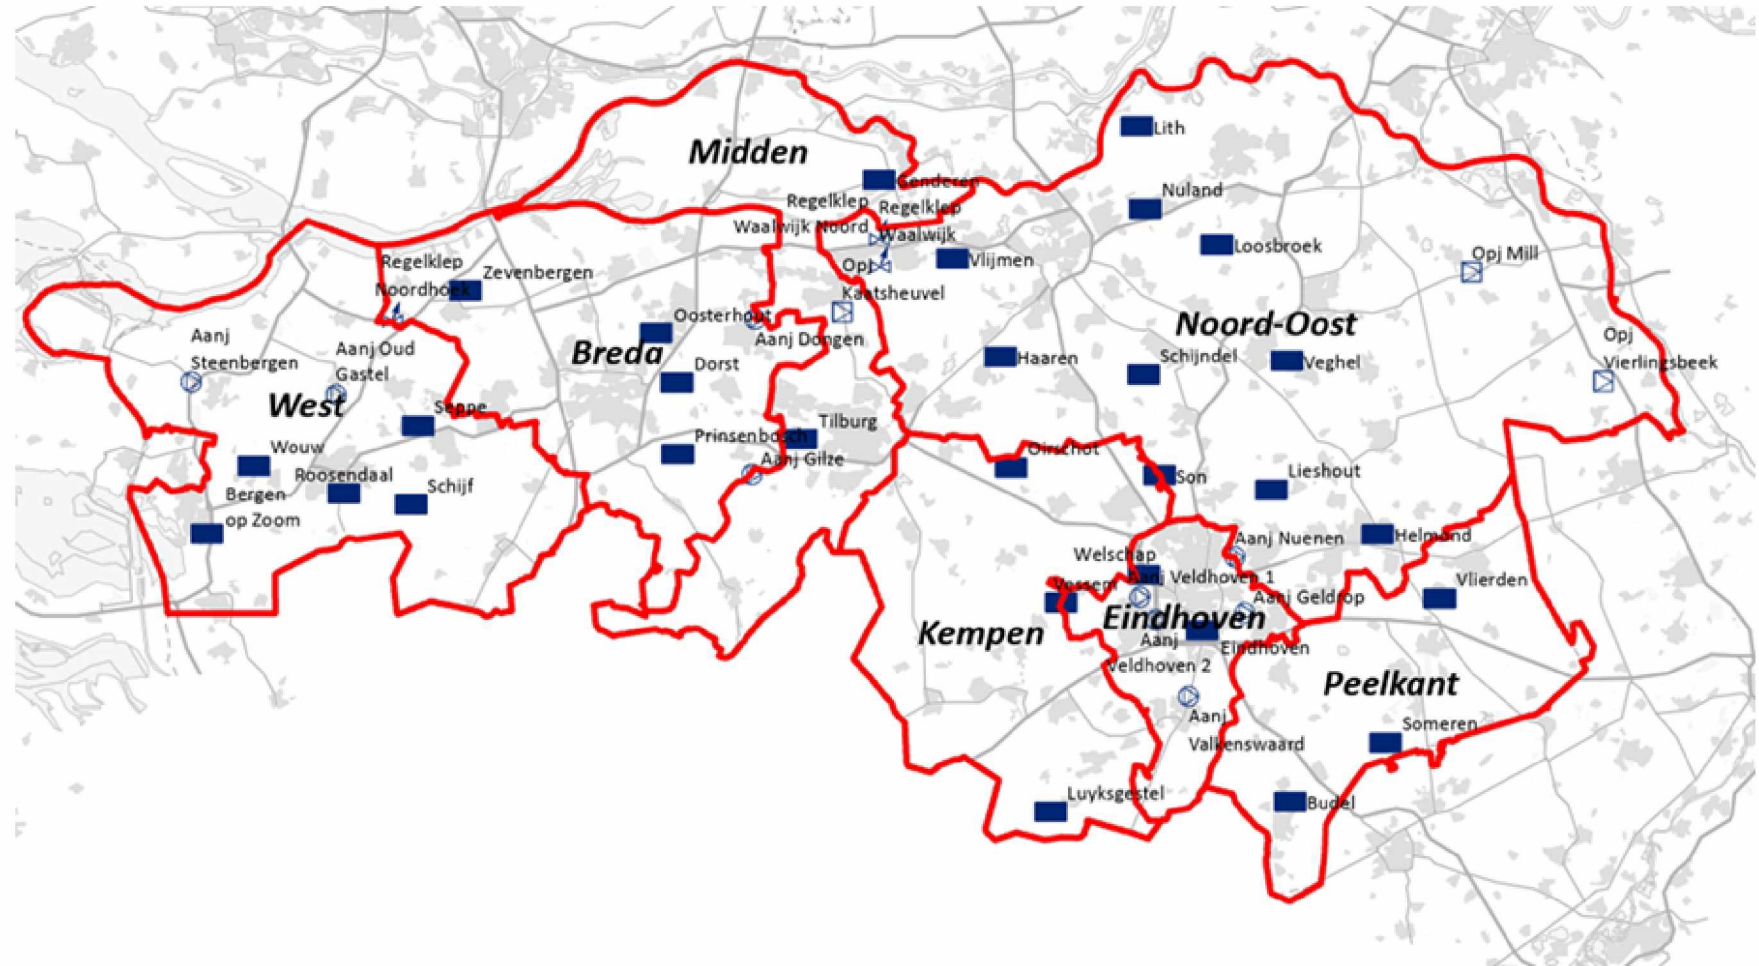 Lith
Midden
Genderen
Nuland
Regelklep
Waalwijk Noord
Regelklep
Waalwijk
Loosbroek
Opj Mill
Regelklep
Noordhoek
Zevenbergen
Opj
Kaatsheuvel
Vlijmen
Noord-Oost
Oosterhout
Aanj Dongen
Aanj
Steenbergen
Aanj Oud
Gastel
Breda
Dorst
Haaren
Schijndel
Veghel
Opj
Vierlingsbeek
West
Seppe
Tilburg
Prinsenbosch
Aanj Gilze
Wouw
Roosendaal
Schijf
Bergen
op Zoom
Oirschot
Son
Lieshout
Helmond
Aanj Nuenen
Welschap
Aanj Veldhoven 1
Vessem
Aanj Geldrop
Vlierden
Kempen
Eindhoven
Aanj
Veldhoven 2
Eindhoven
Peelkant
Aanj
Valkenswaard
Someren
Luyksgestel
Budel